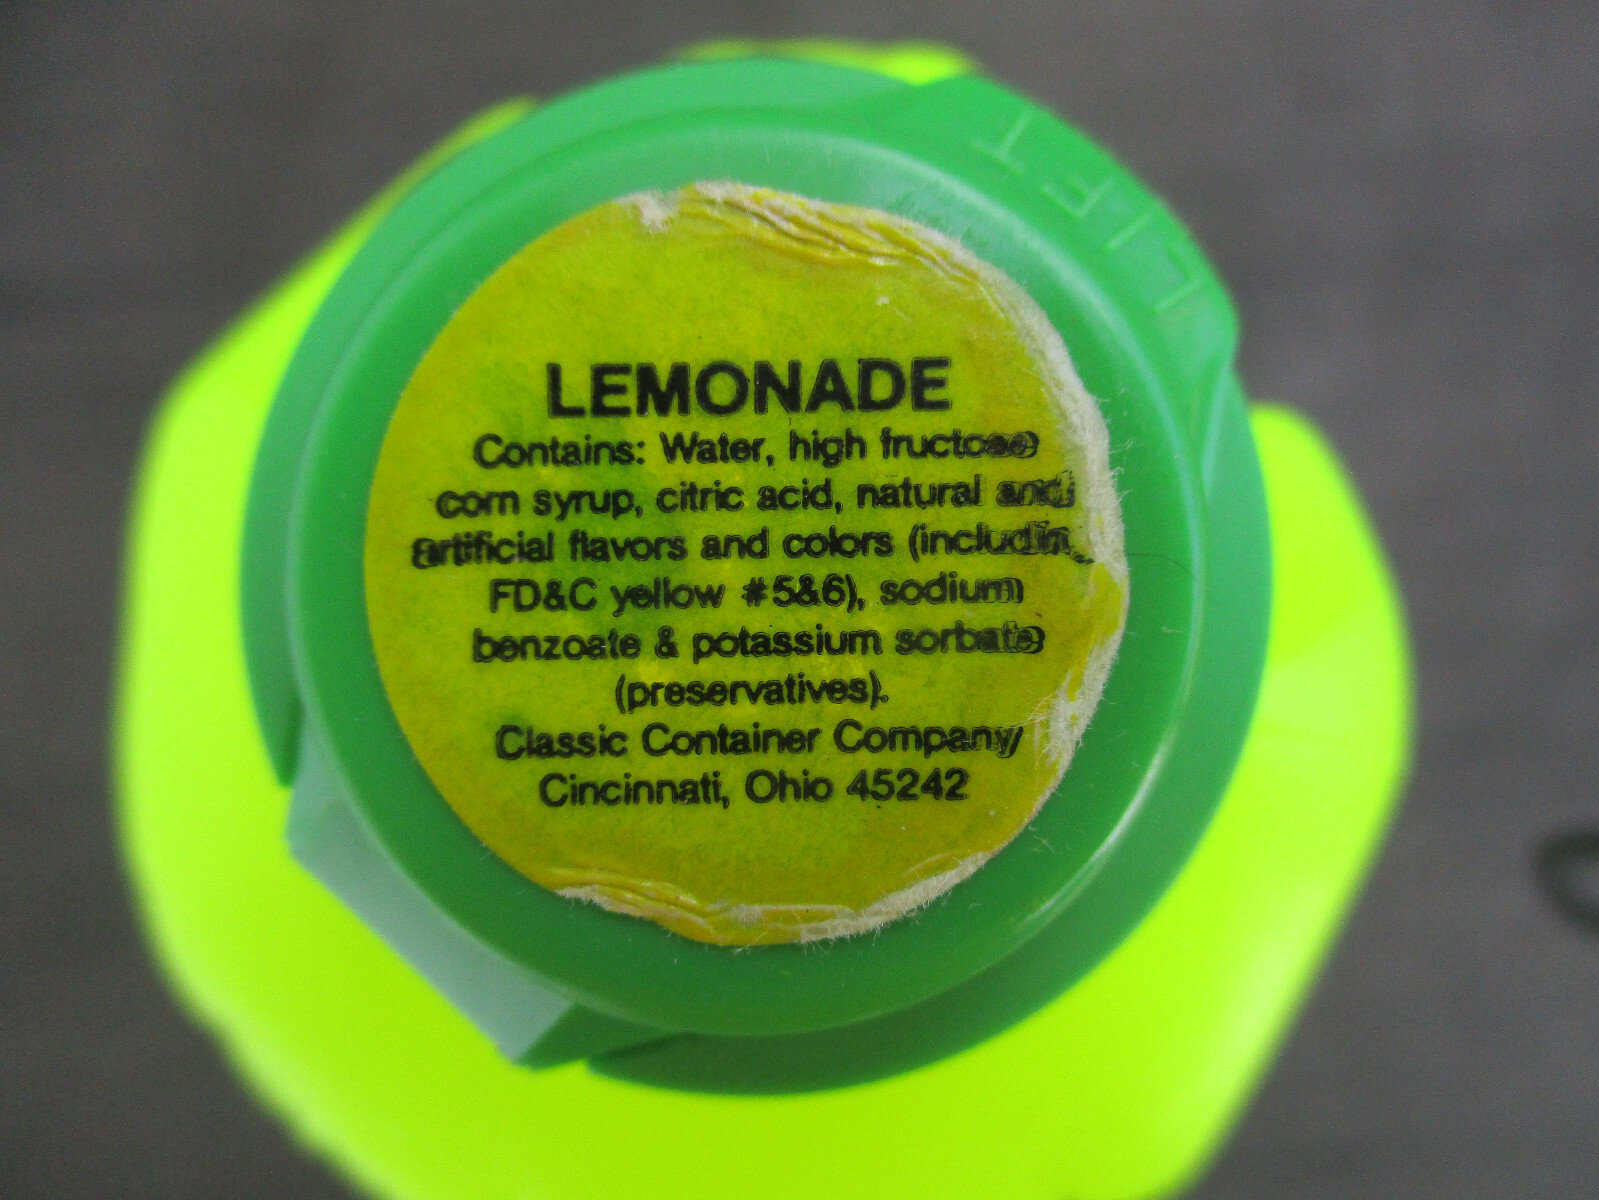 LIFT
LEMONADE
Contains: Water, high fructose
corn syrup, citric acid, natural and
artificial flavors and colors (including
FD&C yellow #5&6), sodium
benzoate & potassium sorbate
(preservatives).
Classic Container Company
Cincinnati, Ohio 45242